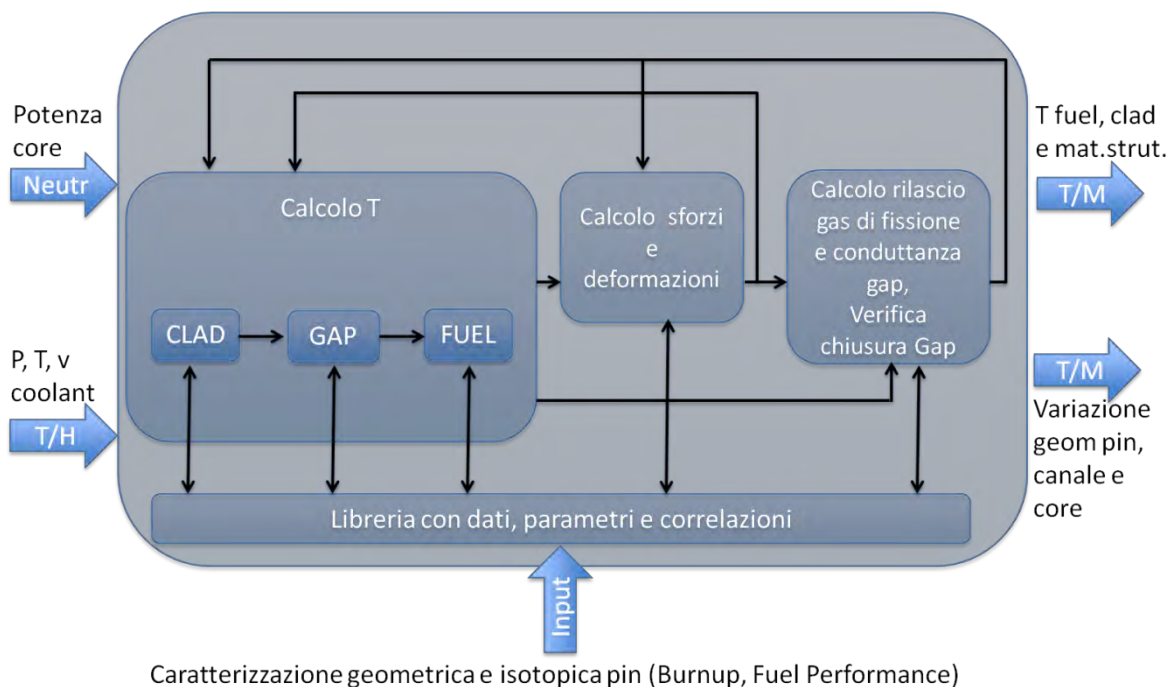 Potenza
core
Neutr
P, T, v
coolant
T/H
Calcolo T
CLAD
GAP
FUEL
Calcolo sforzi
e
deformazioni
Calcolo rilascio
gas di fissione
e conduttanza
gap,
Verifica
chiusura Gap
T fuel, clad
e mat.strut.
T/M
T/M
Variazione
geom pin,
canale e
core
Libreria con dati, parametri e correlazioni
Input
Caratterizzazione geometrica e isotopica pin (Burnup, Fuel Performance)